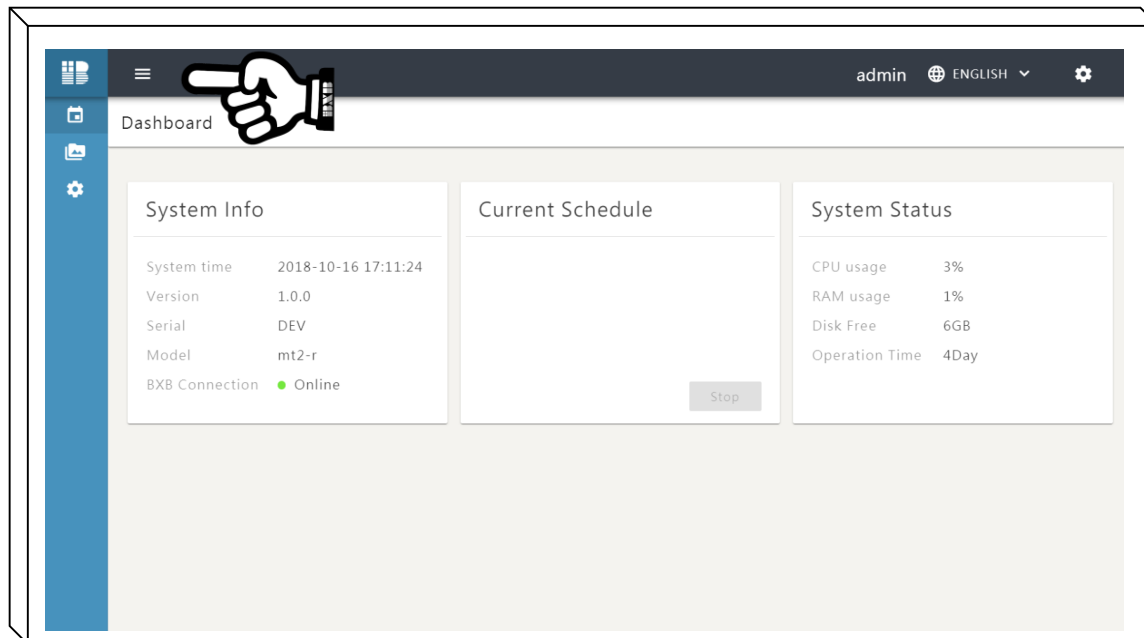 admin ENGLISH
Dashboard
System Info
System time 2018-10-16 17:11:24
Version 1.0.0
Serial DEV
Model mt2-r
BXB Connection Online
Current Schedule
Stop
System Status
CPU usage 3%
RAM usage 1%
Disk Free 6GB
Operation Time 4Day